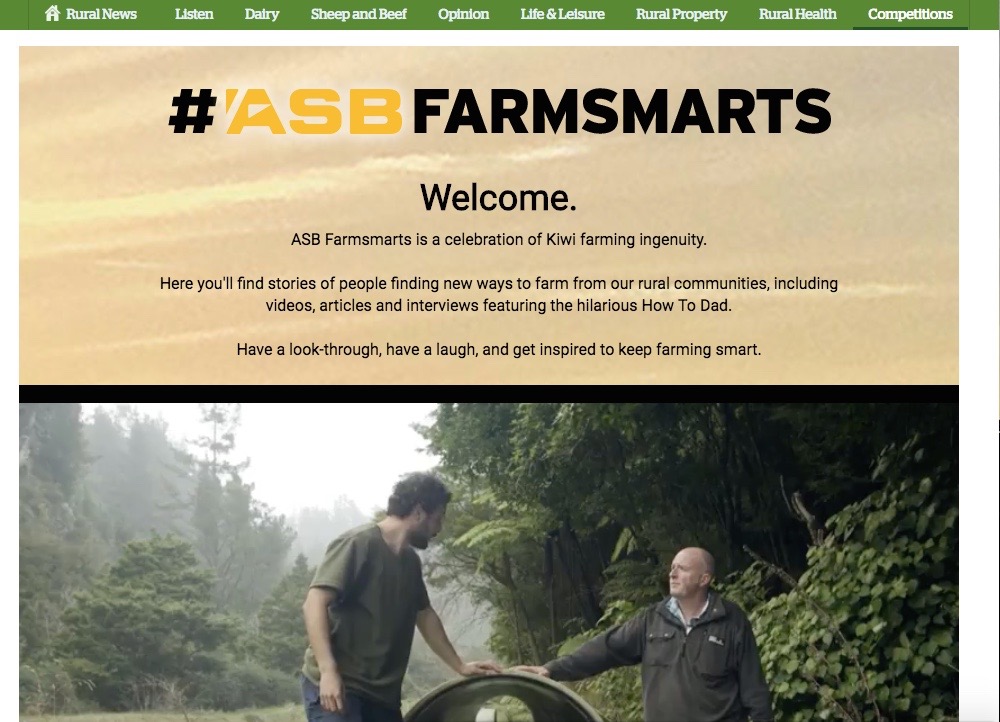 Rural News Listen Dairy Sheep and Beef Opinion Life & Leisure Rural Property Rural Health Competitions
#ASB FARMSMARTS
Welcome.
ASB Farmsmarts is a celebration of Kiwi farming ingenuity.
Here you'll find stories of people finding new ways to farm from our rural communities, including
videos, articles and interviews featuring the hilarious How To Dad.
Have a look-through, have a laugh, and get inspired to keep farming smart.